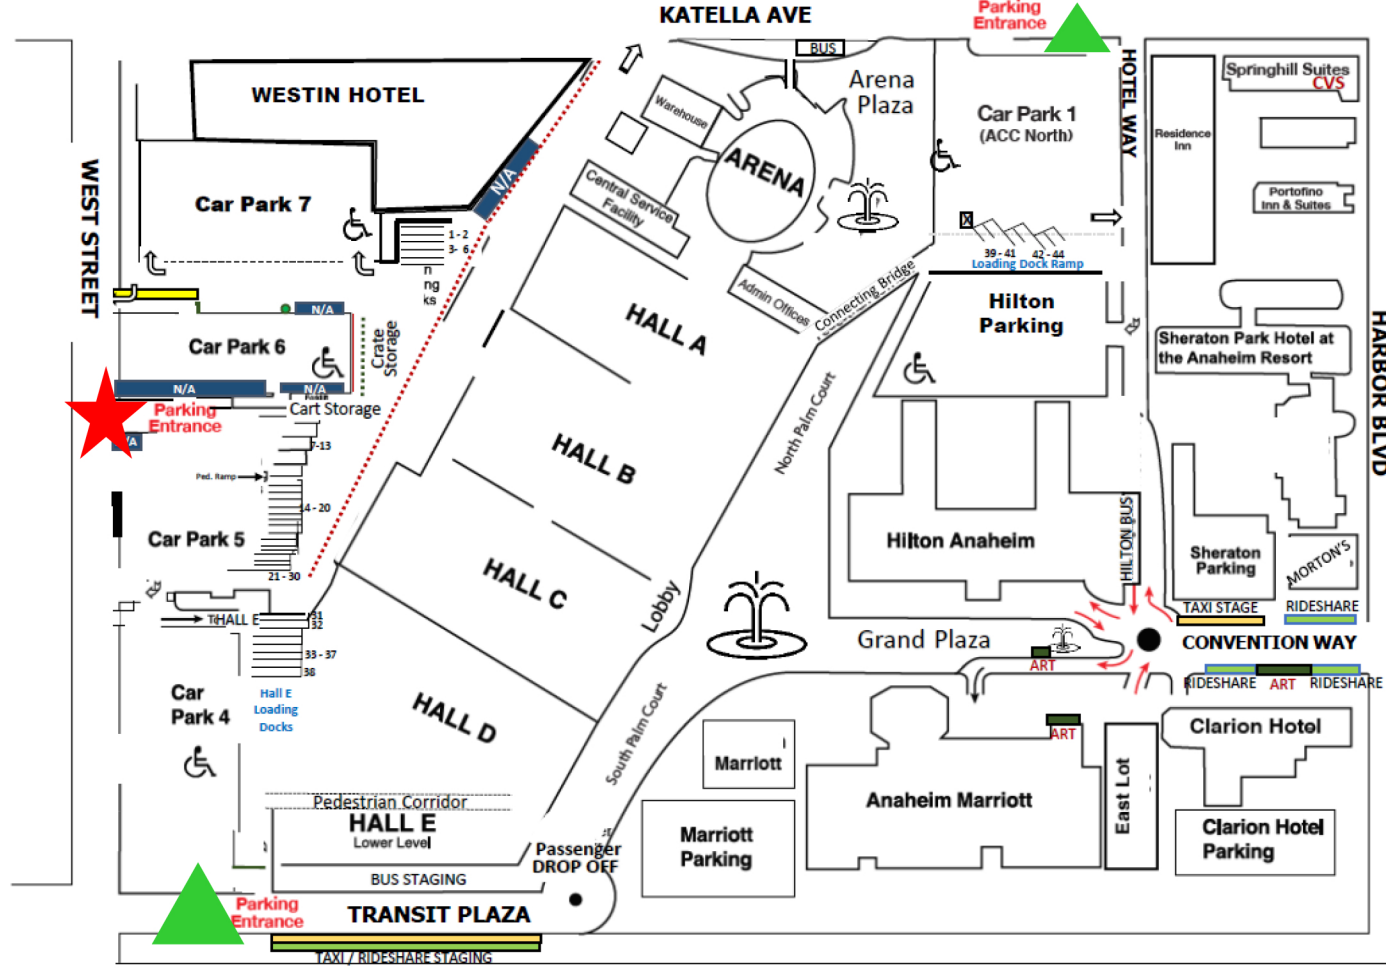 KATELLA AVE
Parking
Entrance
BUS
Arena
Plaza
HOTEL WAY
Springhill Suites
CVS
WESTIN HOTEL
Warehouse
Car Park 1
(ACC North)
Residence
Inn
ARENA
N/A
WEST STREET
Central Service
Facility
Portofino
Inn & Suites
Car Park 7
1 - 2
3- 6
n
ng
ks
39 - 41
42 - 44
Loading Dock Ramp
Connecting Bridge
Admin Offices
Hilton
Parking
N/A
HALL A
Car Park 6
Crate
Storage
Sheraton Park Hotel at
the Anaheim Resort
HARBOR BLVD
N/A
N/A
Cart Storage
Parking
Entrance
N/A
7-13
North Palm Court
HALL B
Ped. Ramp
14 - 20
HILTON BUS
Car Park 5
Hilton Anaheim
Sheraton
Parking
MORTON'S
21 - 30
HALL C
Lobby
TAXI STAGE
RIDESHARE
HALL E
31
32
Grand Plaza
CONVENTION WAY
33 - 37
38
ART
RIDESHARE
ART
RIDESHARE
Car
Park 4
Hall E
Loading
Docks
HALL D
South Palm Court
ART
Clarion Hotel
Marriott
Anaheim Marriott
East Lot
Pedestrian Corridor
HALL E
Lower Level
Marriott
Parking
Clarion Hotel
Parking
Passenger
DROP OFF
BUS STAGING
Parking
Entrance
TRANSIT PLAZA
TAXI / RIDESHARE STAGING